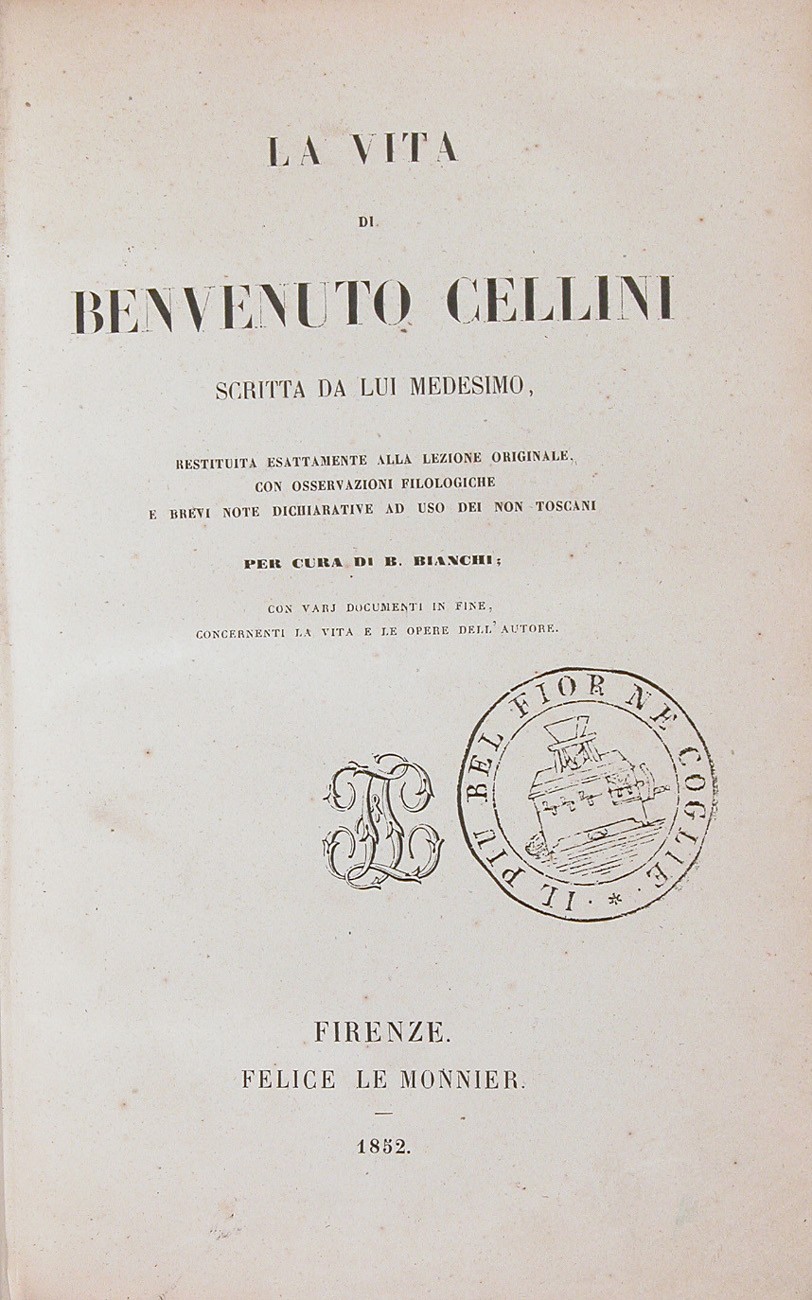 LA VITA
DI
BENVENUTO CELLINI
SCRITTA DA LUI MEDESIMO,
RESTITUITA ESATTAMENTE ALLA LEZIONE ORIGINALE,
CON OSSERVAZIONI FILOLOGICHE
E BREVI NOTE DICHIARATIVE AD USO DEI NON TOSCANI
PER CURA DI B. BIANCHI;
CON VARJ DOCUMENTI IN FINE,
CONCERNENTI LA VITA E LE OPERE DELL'AUTORE.
IL PIU BEL FIOR NE COGLIE · * ·
FIRENZE.
FELICE LE MONNIER.
—
1852.